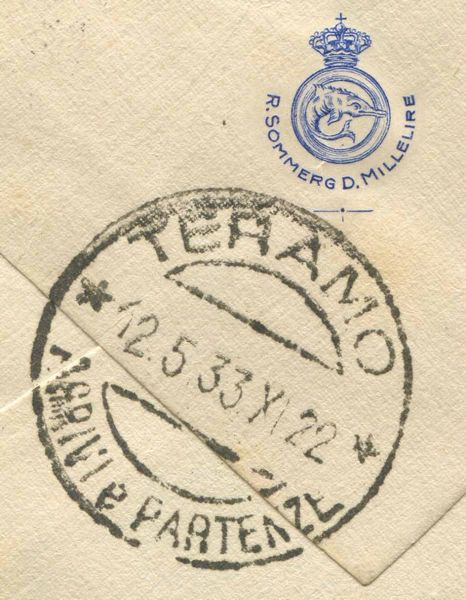 R. SOMMERG D. MILLELIRE
TERAMO
* 12.5.33.XI 22 *
ARRIVI e PARTENZE